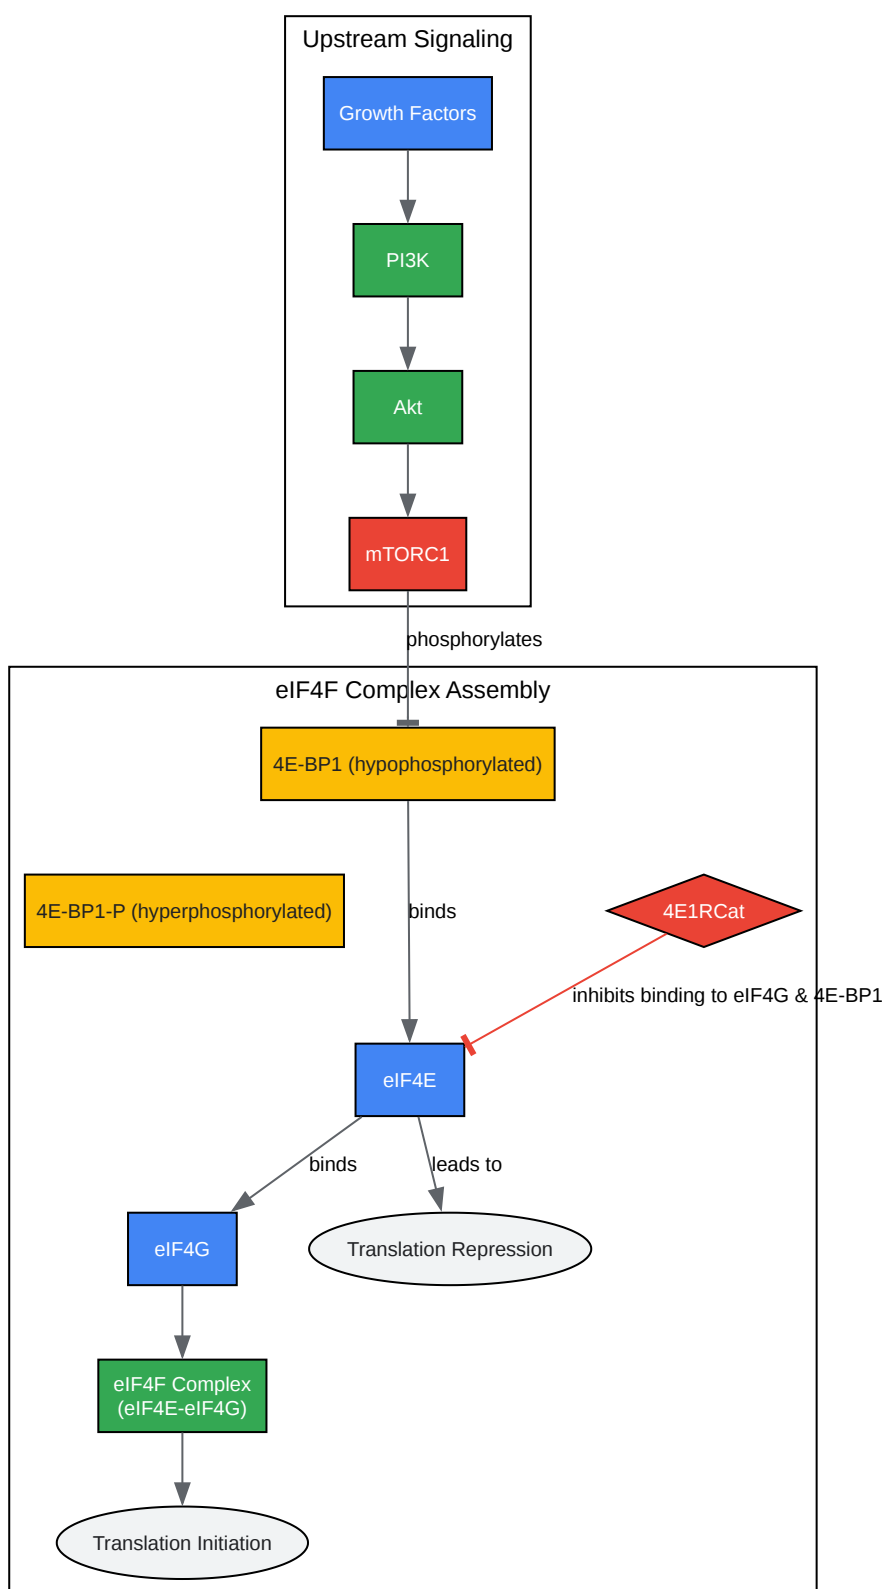 Upstream Signaling
Growth Factors
PI3K
Akt
mTORC1
phosphorylates
eIF4F Complex Assembly
4E-BP1 (hypophosphorylated)
4E-BP1-P (hyperphosphorylated)
binds
4E1RCat
inhibits binding to eIF4G & 4E-BP1
eIF4E
binds
leads to
eIF4G
Translation Repression
eIF4F Complex
(eIF4E-eIF4G)
Translation Initiation